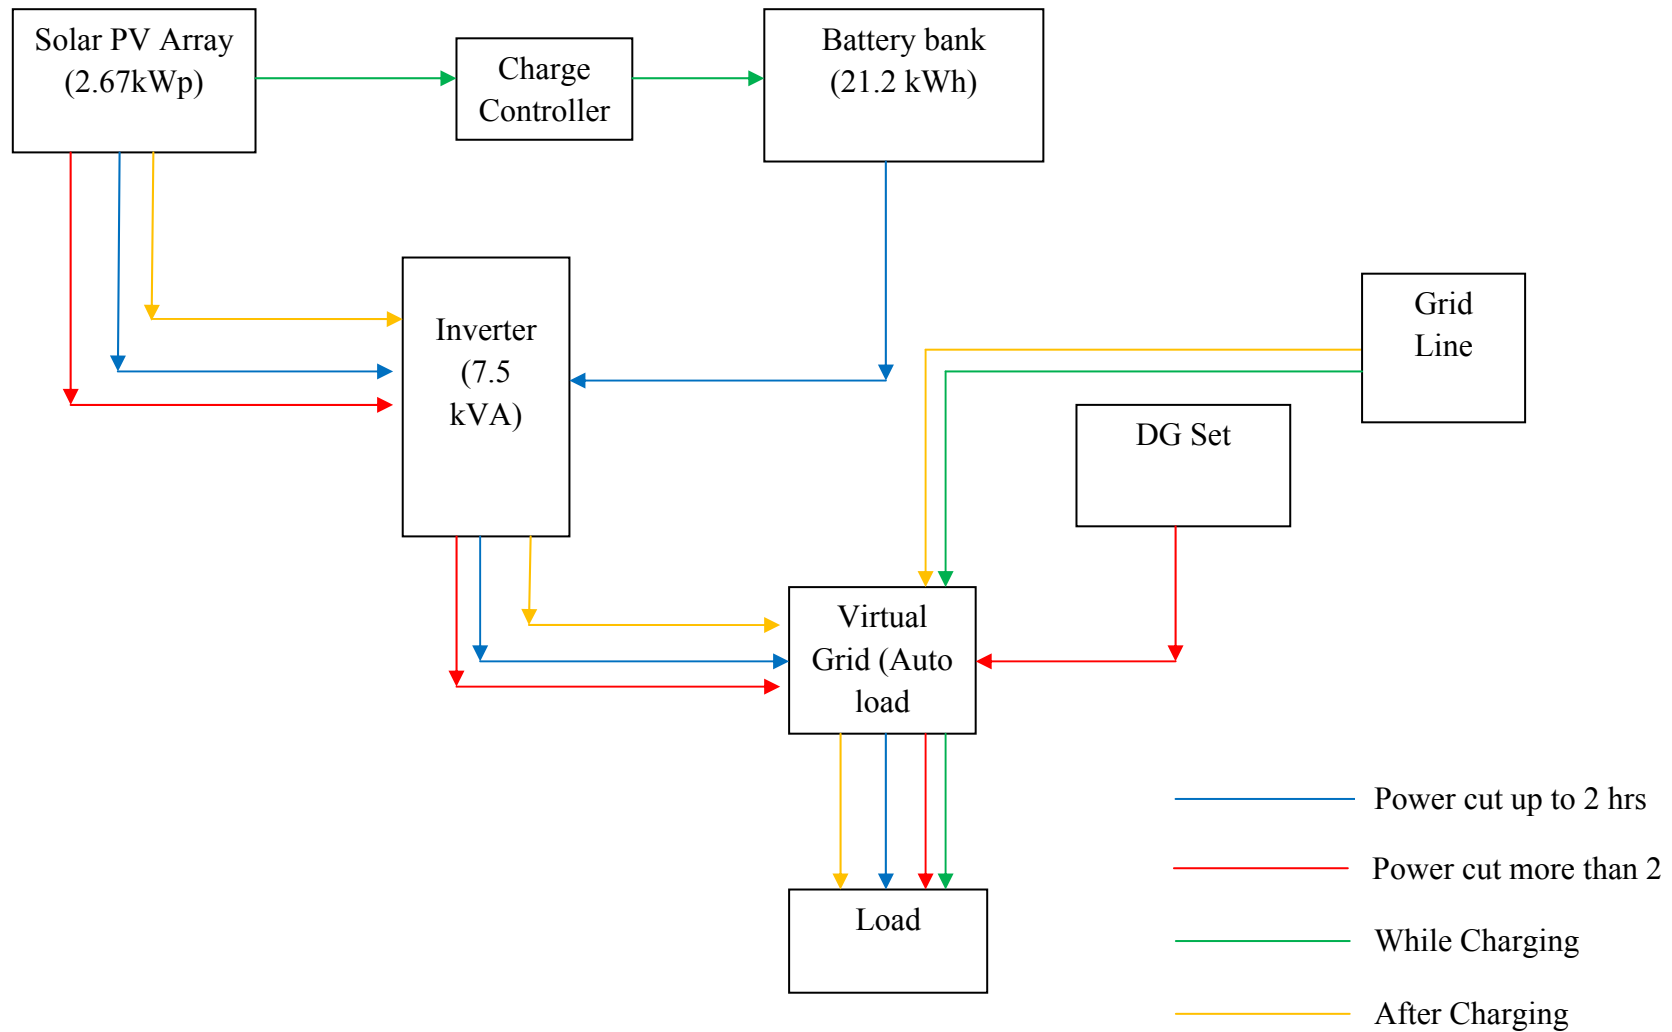 Solar PV Array
(2.67kWp)
Charge
Controller
Battery bank
(21.2 kWh)
Inverter
(7.5
kVA)
Grid
Line
DG Set
Virtual
Grid (Auto
load
Load
Power cut up to 2 hrs
Power cut more than 2
While Charging
After Charging